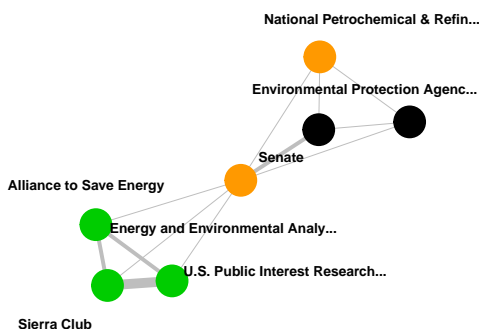 National Petrochemical & Refin...
Environmental Protection Agenc...
Senate
Alliance to Save Energy
Energy and Environmental Analy...
U.S. Public Interest Research...
Sierra Club